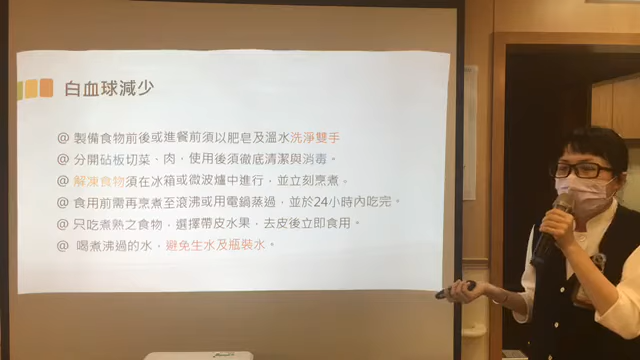 白血球減少
@ 製備食物前後或進餐前須以肥皂及溫水洗淨雙手
@ 分開砧板切菜、肉，使用後須徹底清潔與消毒。
@ 解凍食物須在冰箱或微波爐中進行，並立刻烹煮。
@ 食用前需再烹煮至滾沸或用電鍋蒸過，並於24小時內吃完。
@ 只吃煮熟之食物，選擇帶皮水果，去皮後立即食用。
@ 喝煮沸過的水，避免生水及瓶裝水。